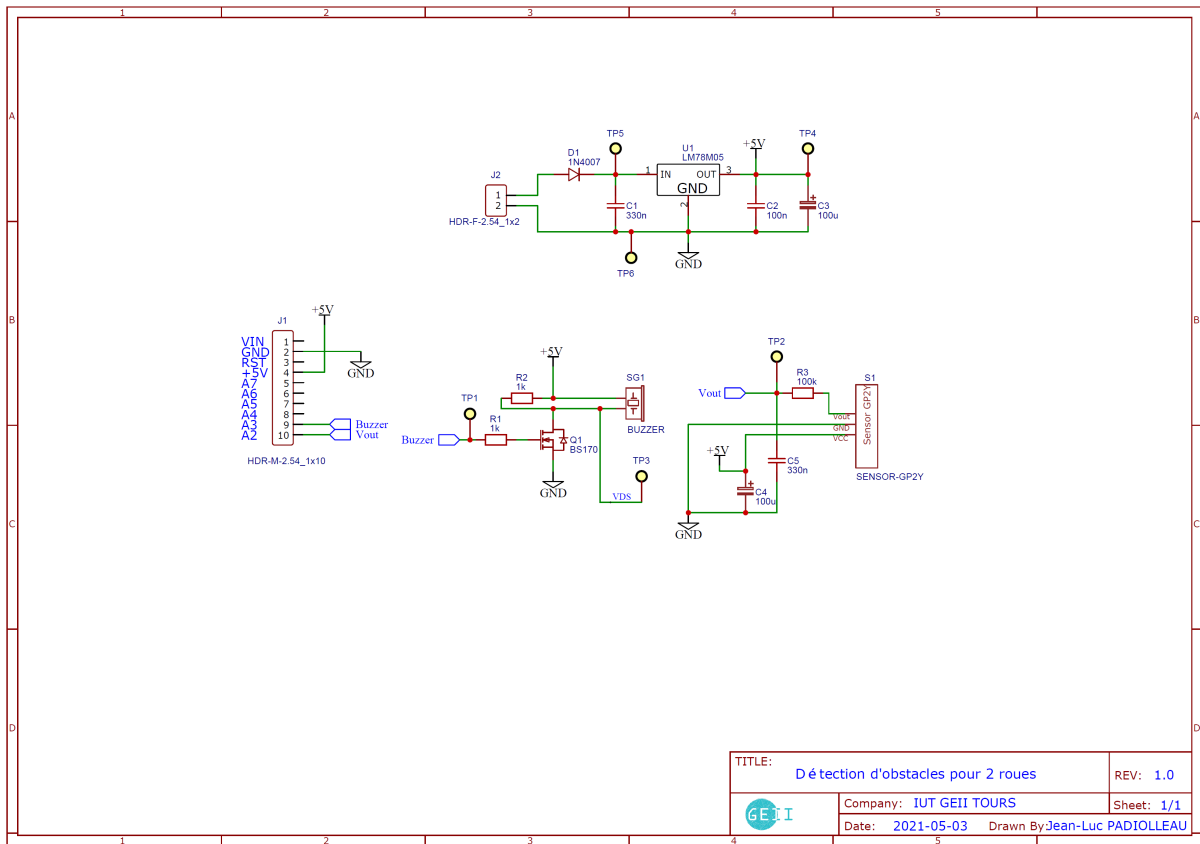 1 2 3 4 5
A
A
B
B
C
C
D
D
TP5
TP4
D1
1N4007
U1
LM78M05
+5V
1 IN OUT 3
GND
2
J2
1
2
HDR-F-2.54_1x2
C1
330n
C2
100n
C3
100u
+
TP6
GND
J1
+5V
VIN 1
GND 2
RST 3
+5V 4
A7 5
A6 6
A5 7
A4 8
A3 9 Buzzer
A2 10 Vout
GND
HDR-M-2.54_1x10
+5V
R2
1k
SG1
BUZZER
TP1
R1
1k
Buzzer
Q1
BS170
GND
TP3
VDS
TP2
Vout
R3
100k
S1
Vout
GND
VCC
Sensor GP2Y
SENSOR-GP2Y
+5V
C5
330n
+
C4
100u
GND
TITLE:
Détection d'obstacles pour 2 roues
REV: 1.0
GEII
Company: IUT GEII TOURS
Sheet: 1/1
Date: 2021-05-03 Drawn By:Jean-Luc PADIOLLEAU
1 2 3 4 5